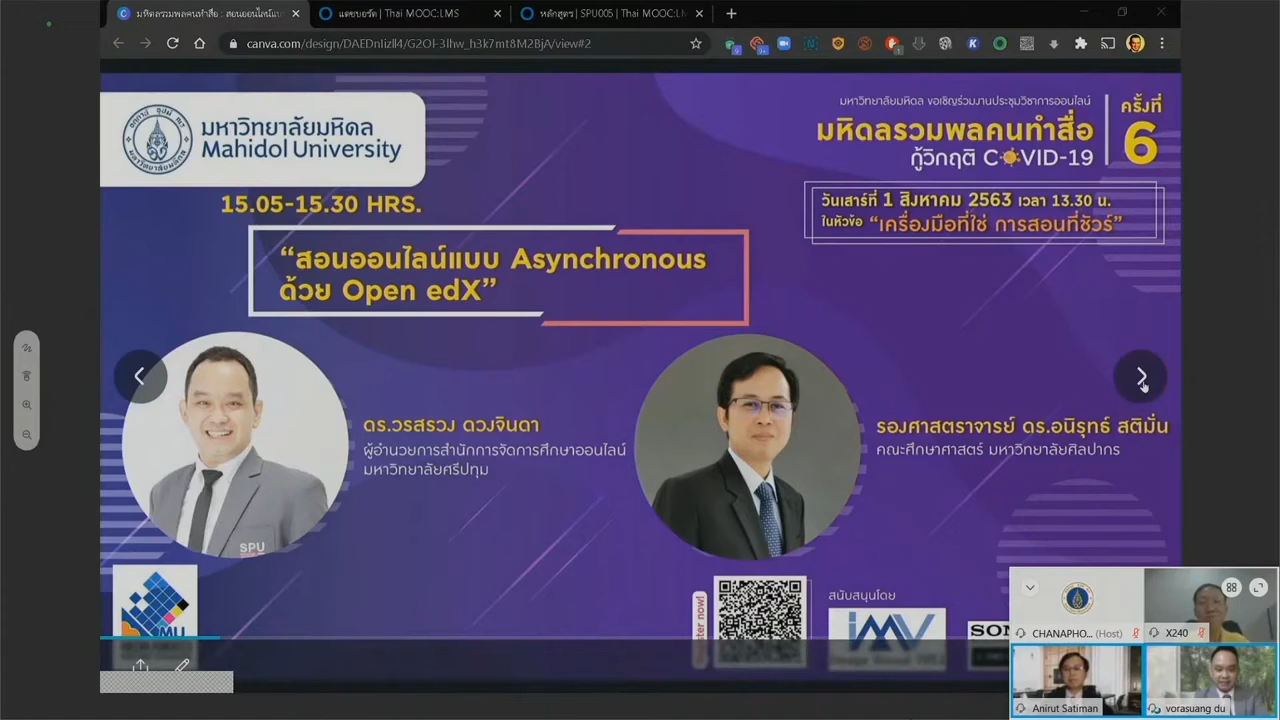 มหิดลรวมพลคนทำสื่อ : สอนออนไลน์แบบ
แดชบอร์ด | Thai MOOC:LMS
หลักสูตร | SPU005 | Thai MOOC:L
canva.com/design/DAEDnIizll4/G2Ol-3Ihw_h3k7mt8M2BjA/view#2
มหาวิทยาลัยมหิดล
Mahidol University
มหาวิทยาลัยมหิดล ขอเชิญร่วมงานประชุมวิชาการออนไลน์
มหิดลรวมพลคนทำสื่อ
กู้วิกฤติ COVID-19
ครั้งที่
6
วันเสาร์ที่ 1 สิงหาคม 2563 เวลา 13.30 น.
ในหัวข้อ “เครื่องมือที่ใช่ การสอนที่ชัวร์”
15.05-15.30 HRS.
“สอนออนไลน์แบบ Asynchronous
ด้วย Open edX”
ดร.วรสรวง ดวงจินดา
ผู้อำนวยการสำนักการจัดการศึกษาออนไลน์
มหาวิทยาลัยศรีปทุม
รองศาสตราจารย์ ดร.อนิรุทธ์ สติมั่น
คณะศึกษาศาสตร์ มหาวิทยาลัยศิลปากร
SPU
MU
ster now!
สนับสนุนโดย
imv
SON
CHANAPHO... (Host)
X240
Anirut Satiman
vorasuang du